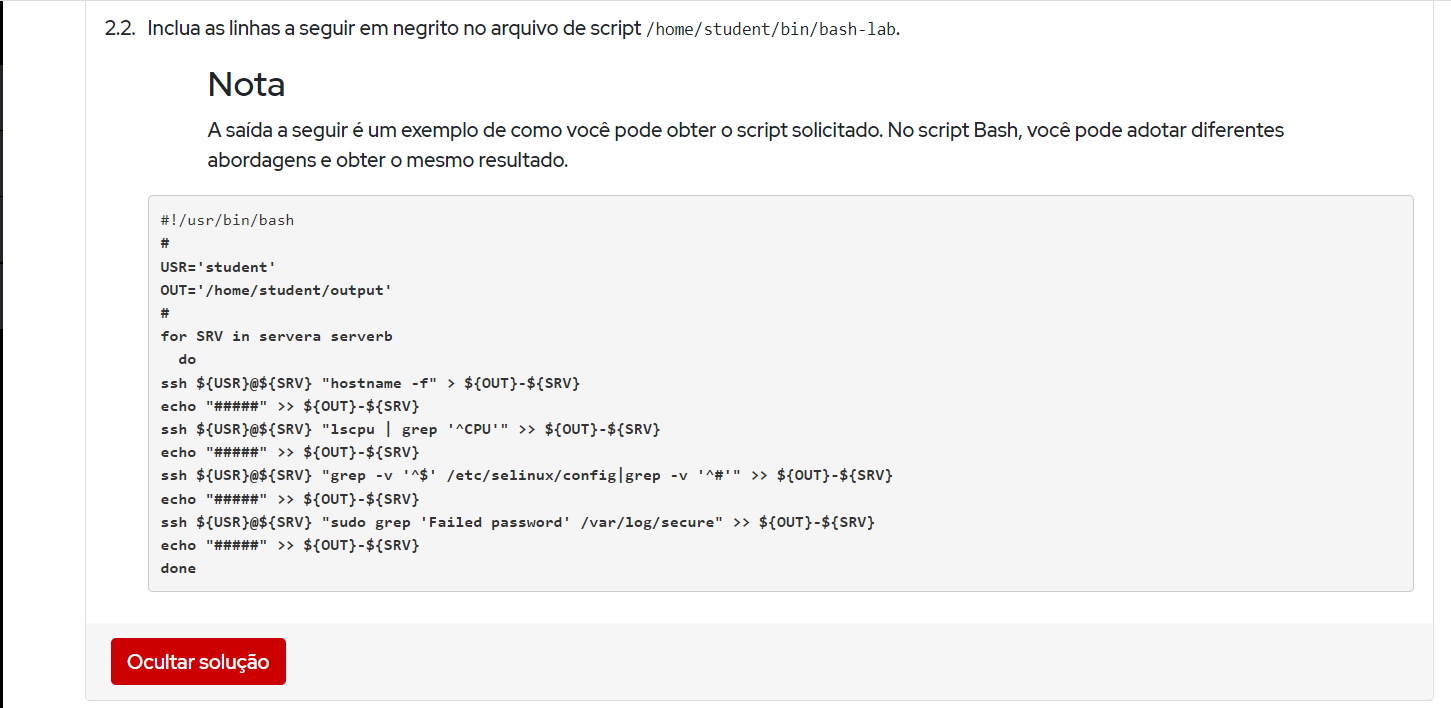 2.2. Inclua as linhas a seguir em negrito no arquivo de script /home/student/bin/bash-lab.
Nota
A saída a seguir é um exemplo de como você pode obter o script solicitado. No script Bash, você pode adotar diferentes
abordagens e obter o mesmo resultado.
#!/usr/bin/bash
#
USR='student'
OUT='/home/student/output'
#
for SRV in servera serverb
  do
ssh ${USR}@${SRV} "hostname -f" > ${OUT}-${SRV}
echo "#####" >> ${OUT}-${SRV}
ssh ${USR}@${SRV} "lscpu | grep '^CPU'" >> ${OUT}-${SRV}
echo "#####" >> ${OUT}-${SRV}
ssh ${USR}@${SRV} "grep -v '^$' /etc/selinux/config|grep -v '^#'" >> ${OUT}-${SRV}
echo "#####" >> ${OUT}-${SRV}
ssh ${USR}@${SRV} "sudo grep 'Failed password' /var/log/secure" >> ${OUT}-${SRV}
echo "#####" >> ${OUT}-${SRV}
done
Ocultar solução